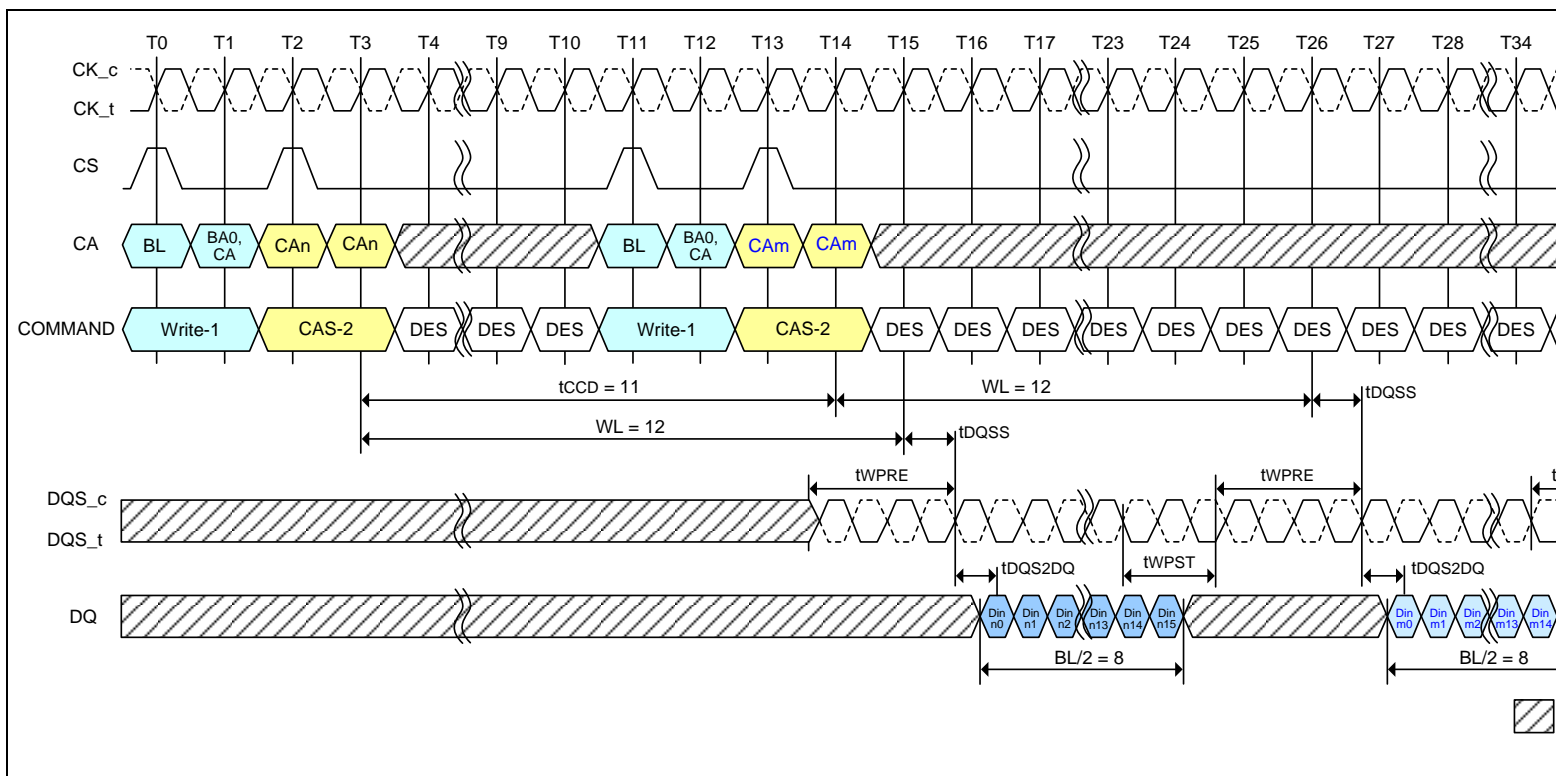 T0 T1 T2 T3 T4 T9 T10 T11 T12 T13 T14 T15 T16 T17 T23 T24 T25 T26 T27 T28 T34
CK_c
CK_t
CS
CA
BL
BA0,
CA
CAn
CAn
BL
BA0,
CA
CAm
CAm
COMMAND
Write-1
CAS-2
DES
DES
DES
Write-1
CAS-2
DES
DES
DES
DES
DES
DES
DES
DES
DES
DES
tCCD = 11
WL = 12
tDQSS
WL = 12
tDQSS
tWPRE
tWPRE
t
DQS_c
DQS_t
tDQS2DQ
tWPST
tDQS2DQ
DQ
Din
n0
Din
n1
Din
n2
Din
n13
Din
n14
Din
n15
Din
m0
Din
m1
Din
m2
Din
m13
Din
m14
BL/2 = 8
BL/2 = 8